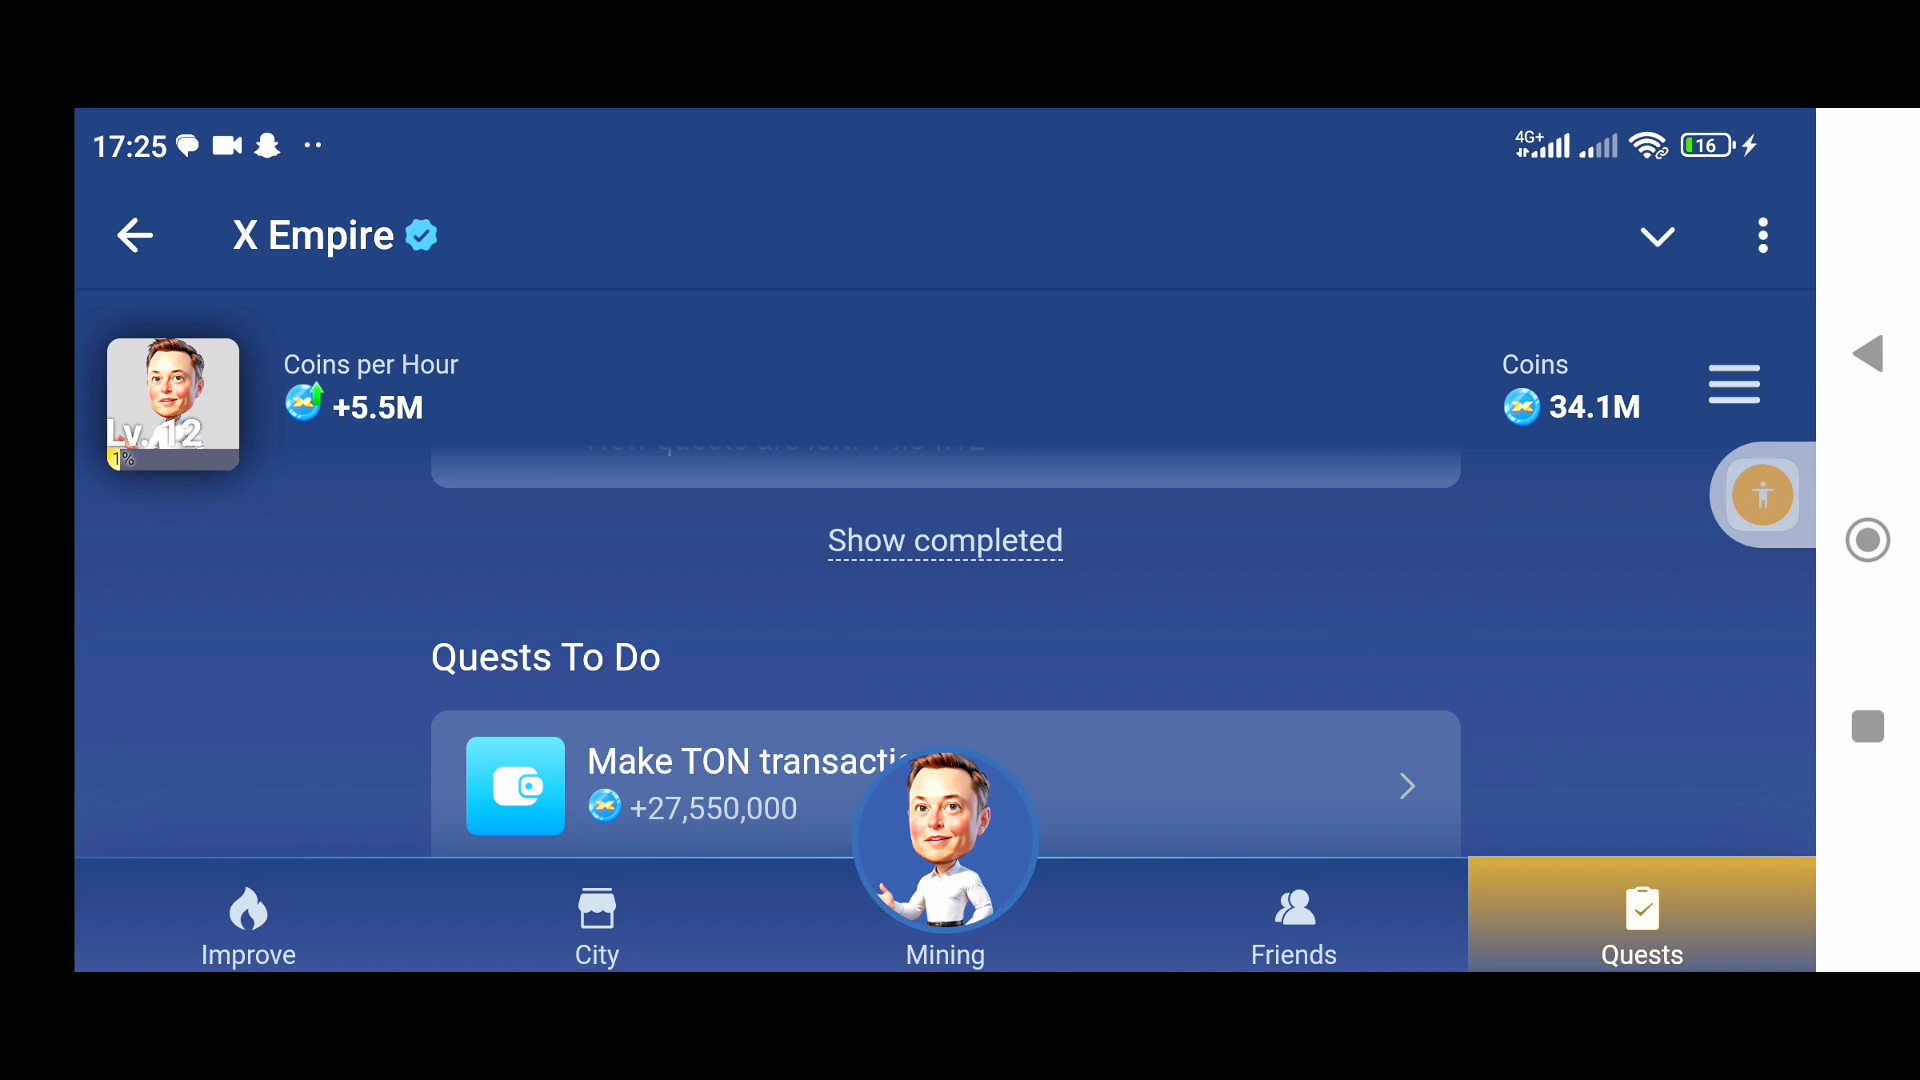 17:25
4G+
16
X Empire
Coins per Hour
+5.5M
Coins
34.1M
Lv. 12
1%
Show completed
Quests To Do
Make TON transacti
+27,550,000
Improve
City
Mining
Friends
Quests